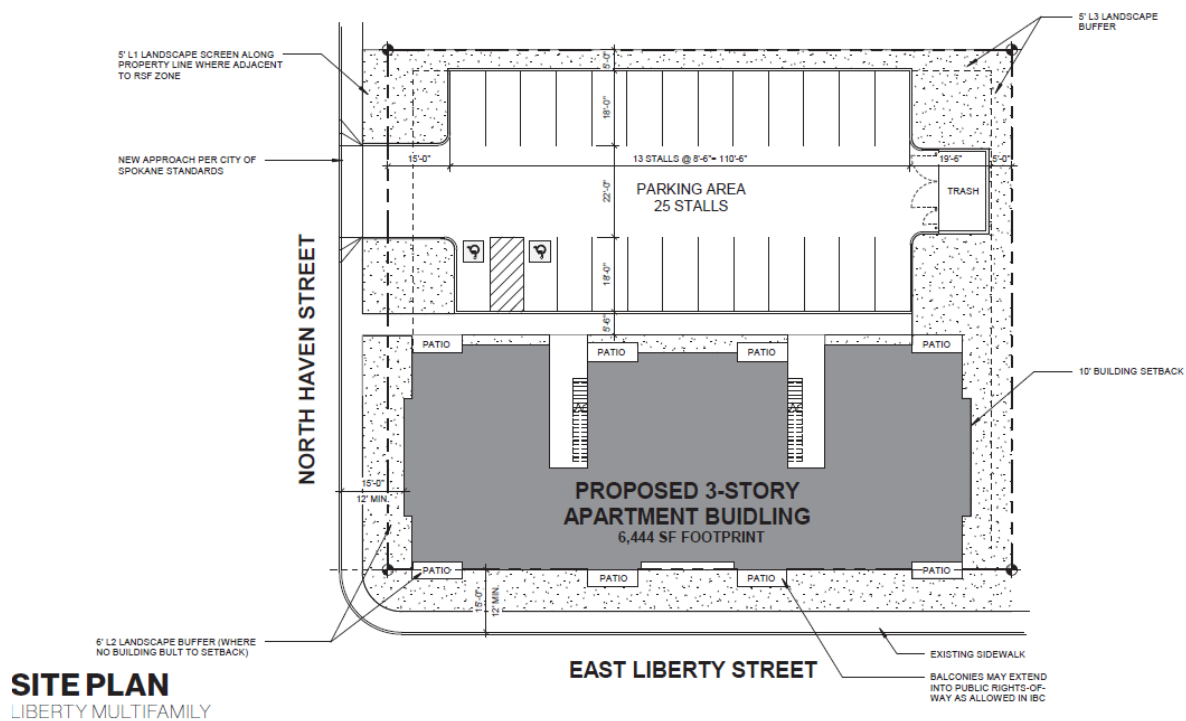 5' L3 LANDSCAPE
BUFFER
5' L1 LANDSCAPE SCREEN ALONG
PROPERTY LINE WHERE ADJACENT
TO RSF ZONE
5'-0"
18'-0"
NEW APPROACH PER CITY OF
SPOKANE STANDARDS
15'-0"
13 STALLS @ 8'-6"= 110'-6"
19'-6"
5'-0"
22'-0"
PARKING AREA
25 STALLS
TRASH
NORTH HAVEN STREET
18'-0"
5'-6"
PATIO
PATIO
PATIO
PATIO
10' BUILDING SETBACK
15'-0"
12' MIN.
PROPOSED 3-STORY
APARTMENT BUIDLING
6,444 SF FOOTPRINT
PATIO
PATIO
PATIO
PATIO
15'-0"
12' MIN.
6' L2 LANDSCAPE BUFFER (WHERE
NO BUILDING BULT TO SETBACK)
EAST LIBERTY STREET
EXISTING SIDEWALK
BALCONIES MAY EXTEND
INTO PUBLIC RIGHTS-OF-
WAY AS ALLOWED IN IBC
SITE PLAN
LIBERTY MULTIFAMILY